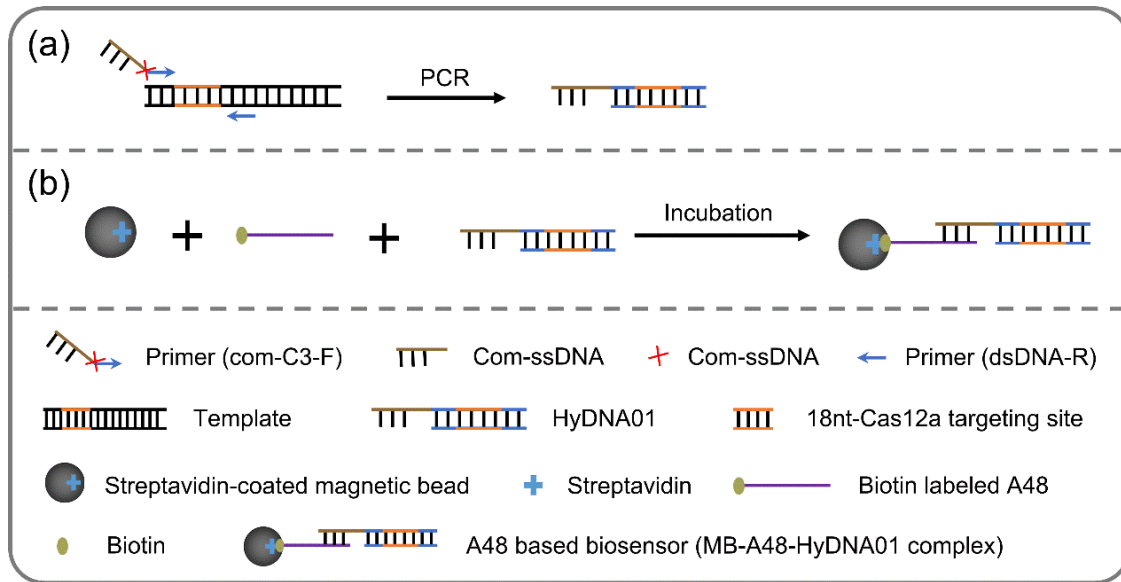 (a)
PCR
(b)
Incubation
Primer (com-C3-F) Com-ssDNA Com-ssDNA Primer (dsDNA-R)
Template HyDNA01 18nt-Cas12a targeting site
Streptavidin-coated magnetic bead Streptavidin Biotin labeled A48
Biotin A48 based biosensor (MB-A48-HyDNA01 complex)